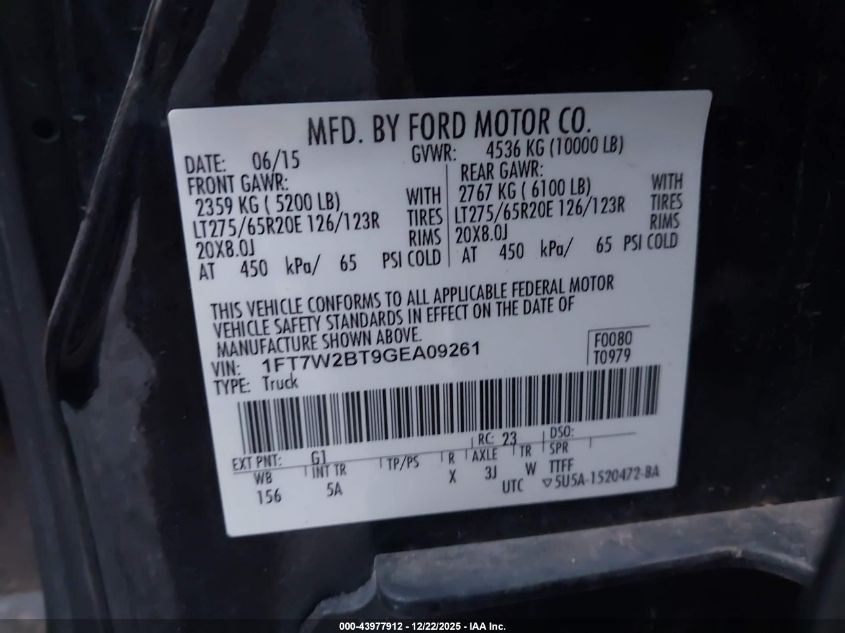 MFD. BY FORD MOTOR CO.
DATE: 06/15 GVWR: 4536 KG (10000 LB)
FRONT GAWR: REAR GAWR:
2359 KG ( 5200 LB) WITH 2767 KG ( 6100 LB) WITH
LT275/65R20E 126/123R TIRES LT275/65R20E 126/123R TIRES
20X8.0J RIMS 20X8.0J RIMS
AT 450 kPa/ 65 PSI COLD AT 450 kPa/ 65 PSI COLD
THIS VEHICLE CONFORMS TO ALL APPLICABLE FEDERAL MOTOR
VEHICLE SAFETY STANDARDS IN EFFECT ON THE DATE OF
MANUFACTURE SHOWN ABOVE.
VIN: 1FT7W2BT9GEA09261 F0080
TYPE: Truck T0979
EXT PNT: G1 RC: 23 DSO:
WB INT TR TP/PS R AXLE TR SPR
156 5A X 3J W TTFF
UTC ▽5U5A-1520472-BA
000-43977912 - 12/22/2025 - IAA Inc.